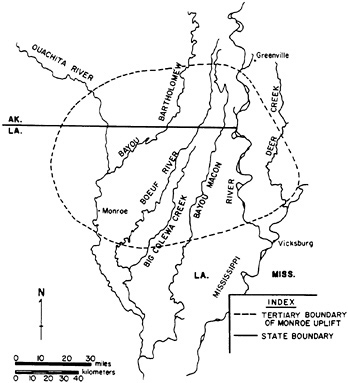 OUACHITA RIVER
BARTHOLOMEW
Greenville
AK.
LA.
BAYOU
DEER CREEK
BOEUF RIVER
BAYOU MACON
RIVER
Monroe
BIG COLEWA CREEK
Vicksburg
LA.
MISS.
MISSISSIPPI
N
INDEX
TERTIARY BOUNDARY
OF MONROE UPLIFT
STATE BOUNDARY
10 0 10 20 30
miles
10 0 10 20 30 40
kilometers